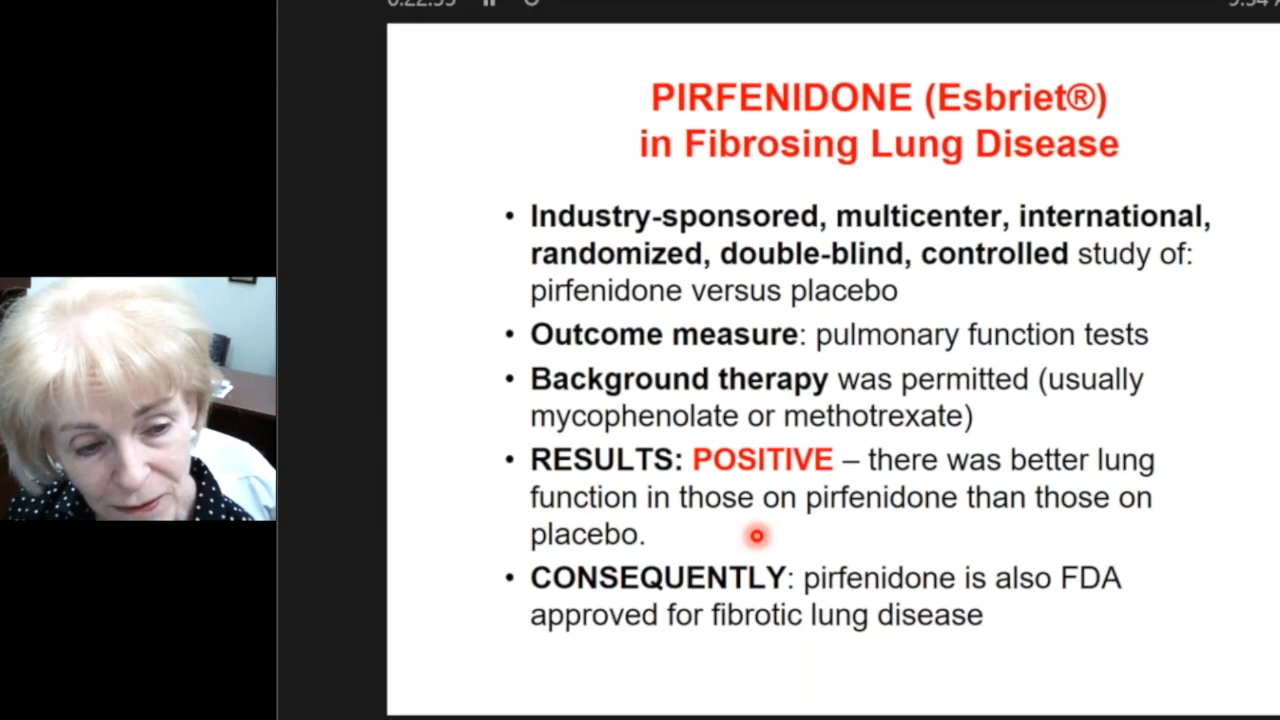 PIRFENIDONE (Esbriet®)
in Fibrosing Lung Disease
• Industry-sponsored, multicenter, international,
randomized, double-blind, controlled study of:
pirfenidone versus placebo
• Outcome measure: pulmonary function tests
• Background therapy was permitted (usually
mycophenolate or methotrexate)
• RESULTS: POSITIVE – there was better lung
function in those on pirfenidone than those on
placebo.
• CONSEQUENTLY: pirfenidone is also FDA
approved for fibrotic lung disease